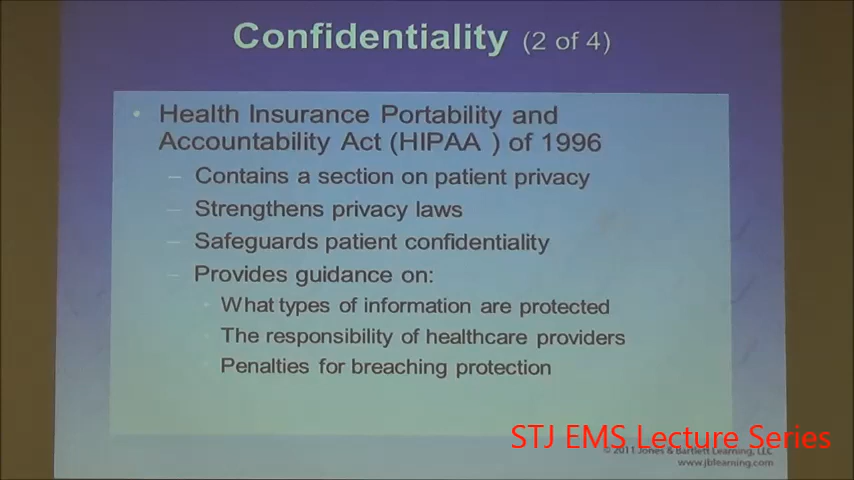 Confidentiality (2 of 4)
• Health Insurance Portability and
Accountability Act (HIPAA ) of 1996
– Contains a section on patient privacy
– Strengthens privacy laws
– Safeguards patient confidentiality
– Provides guidance on:
• What types of information are protected
• The responsibility of healthcare providers
• Penalties for breaching protection
STJ EMS Lecture Series
© 2011 Jones & Bartlett Learning, LLC
www.jblearning.com